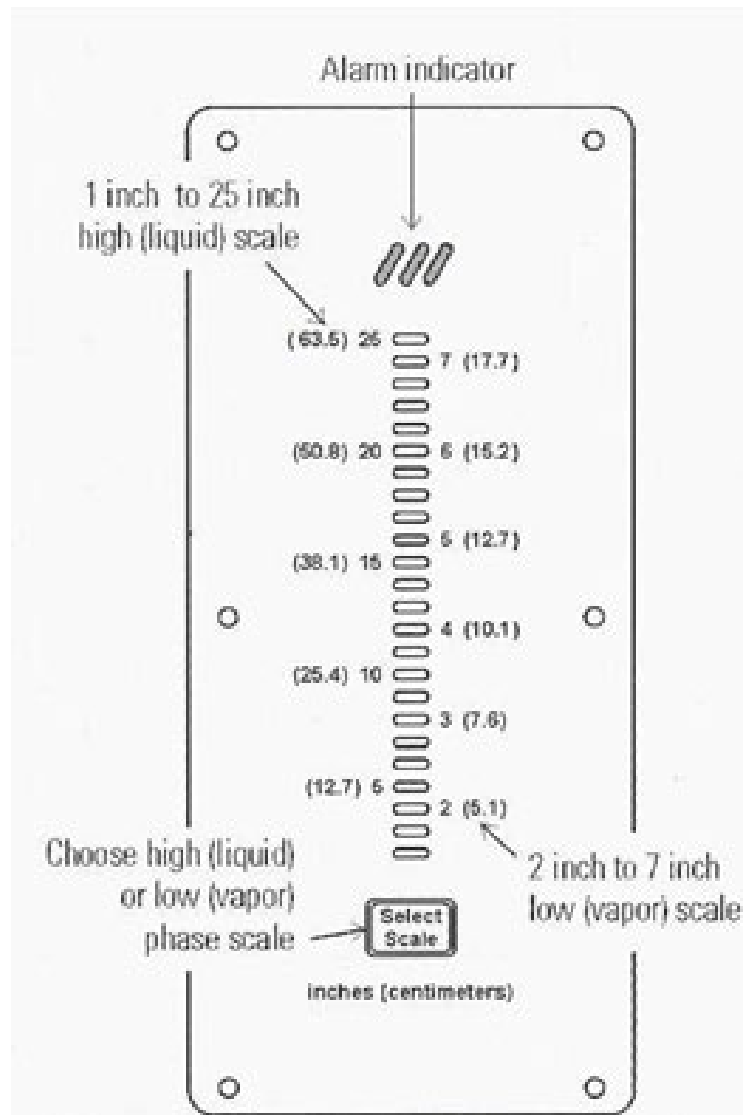 Alarm indicator
1 inch to 25 inch
high (liquid) scale
(63.5) 25
7 (17.7)
(50.8) 20 6 (15.2)
5 (12.7)
(38.1) 15
4 (10.1)
(25.4) 10
3 (7.6)
(12.7) 5
2 (5.1)
Choose high (liquid)
or low (vapor)
phase scale
2 inch to 7 inch
low (vapor) scale
Select
Scale
inches (centimeters)